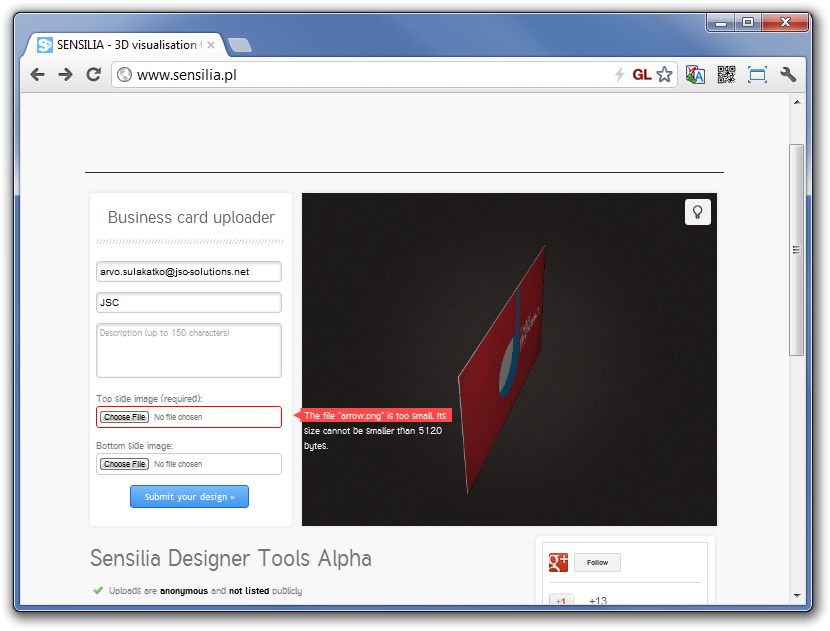 SENSILIA - 3D visualisation
www.sensilia.pl
GL
Business card uploader
arvo.sulakatko@jsc-solutions.net
JSC
Description (up to 150 characters)
Top side image (required):
Choose File No file chosen
The file "arrow.png" is too small. Its
size cannot be smaller than 5120
bytes.
Bottom side image:
Choose File No file chosen
Submit your design »
Sensilia Designer Tools Alpha
Uploads are anonymous and not listed publicly
g+ Follow
+1 +13